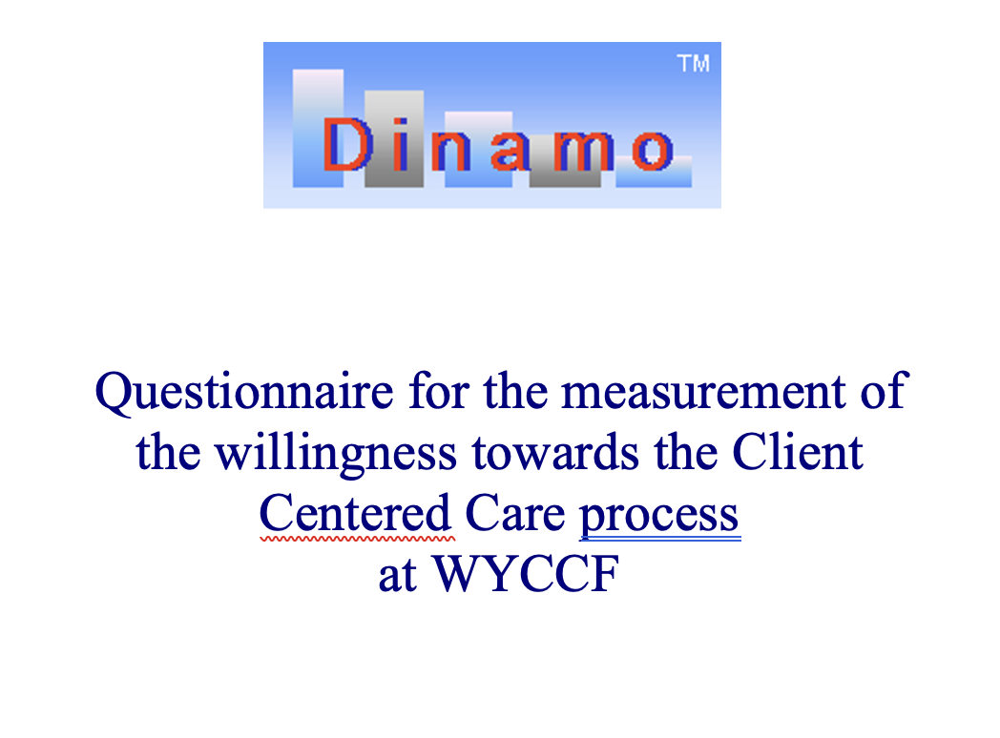 TM
Dinamo
Questionnaire for the measurement of
the willingness towards the Client
Centered Care process
at WYCCF